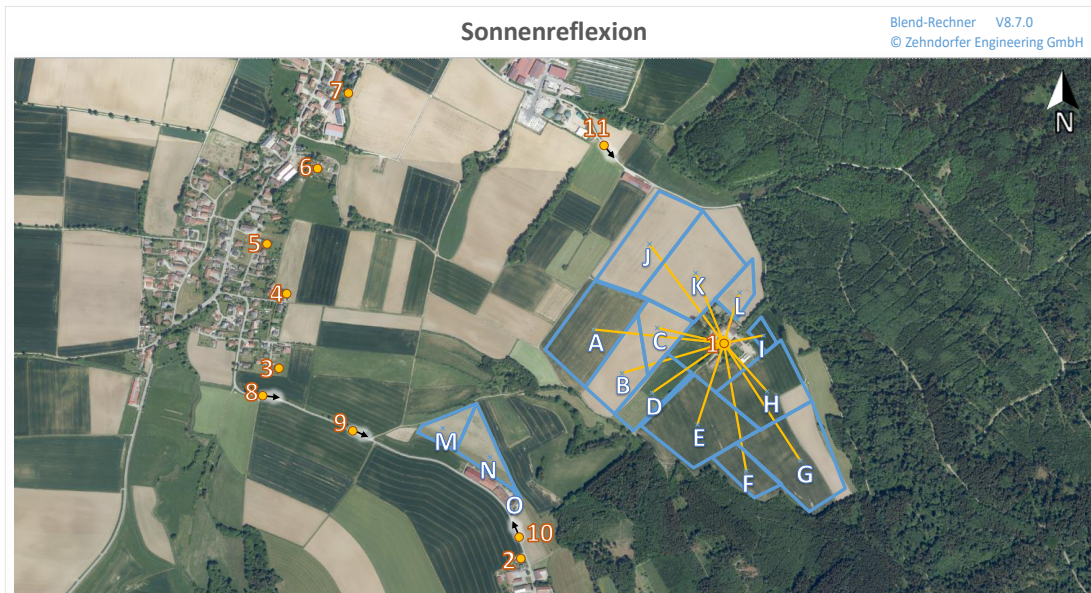 Sonnenreflexion
Blend-Rechner V8.7.0
© Zehndorfer Engineering GmbH
7
11
N
6
5
J
4
K
L
A
C
1
I
3
B
8
D
H
9
M
E
N
G
F
O
10
2